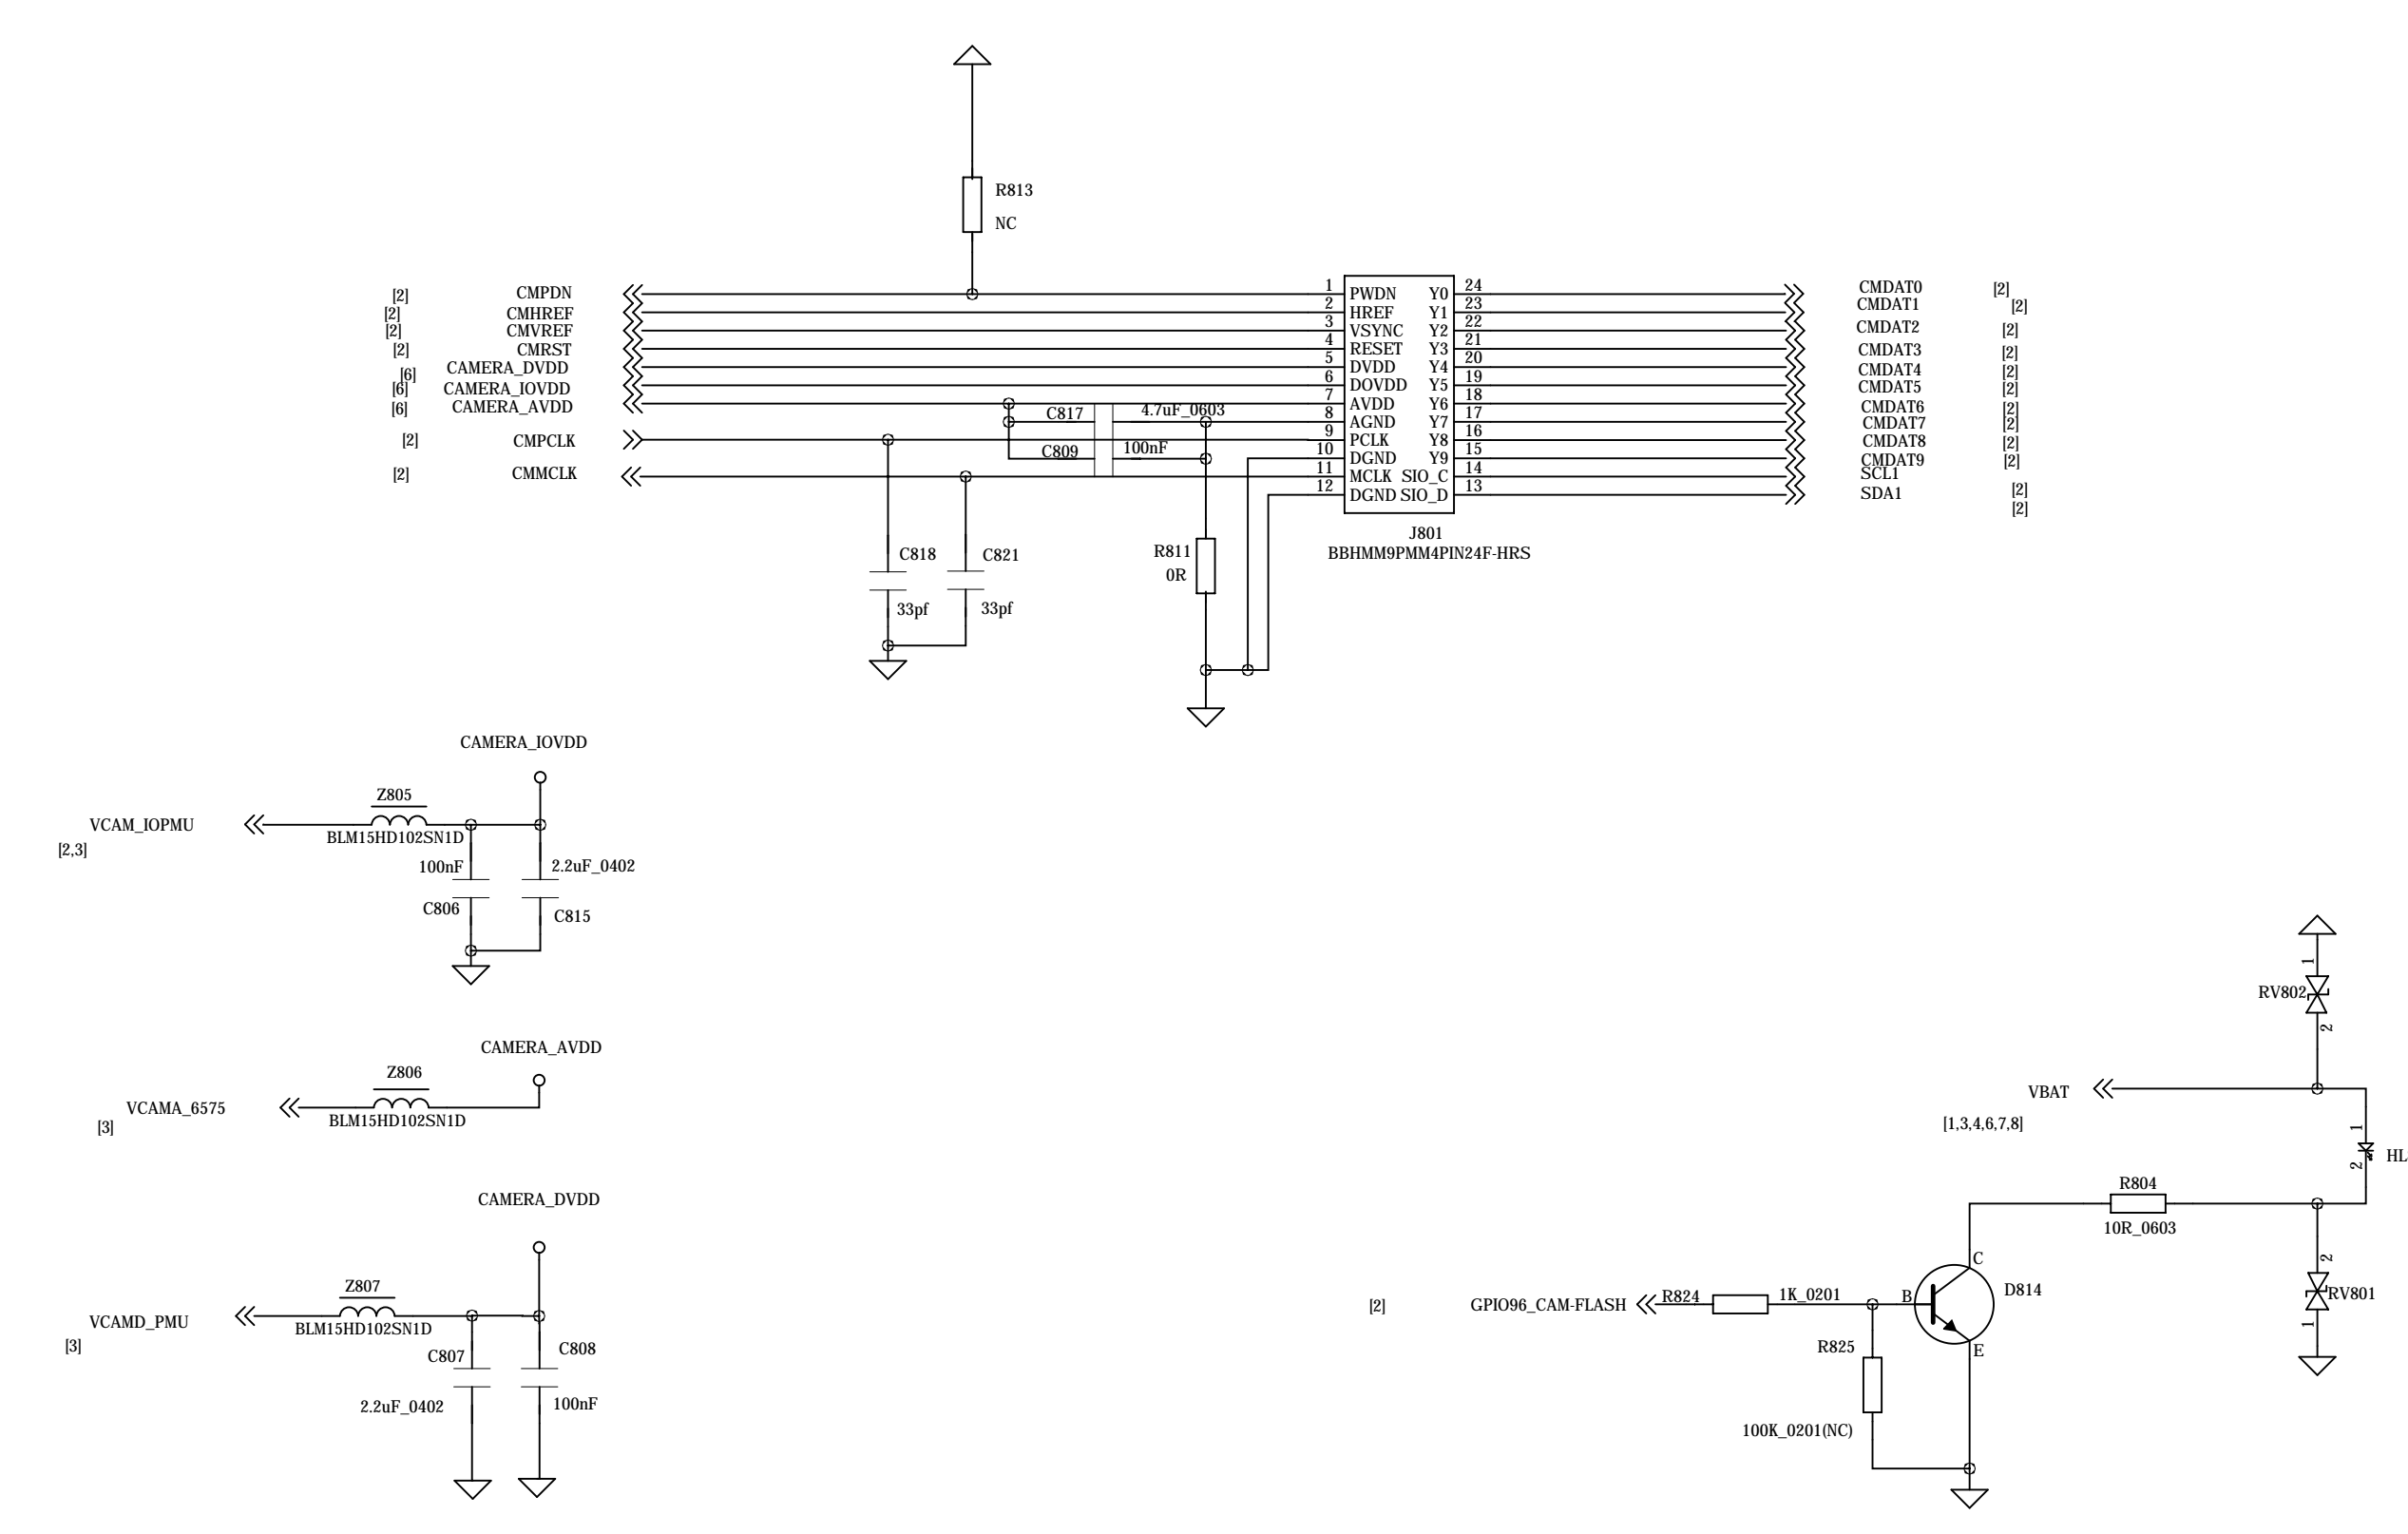 R813
NC
[2] CMPDN 1 PWDN Y0 24 CMDAT0 [2]
[2] CMHREF 2 HREF Y1 23 CMDAT1 [2]
[2] CMVREF 3 VSYNC Y2 22 CMDAT2 [2]
[2] CMRST 4 RESET Y3 21 CMDAT3 [2]
[6] CAMERA_DVDD 5 DVDD Y4 20 CMDAT4 [2]
[6] CAMERA_IOVDD 6 DOVDD Y5 19 CMDAT5 [2]
[6] CAMERA_AVDD 7 AVDD Y6 18 CMDAT6 [2]
C817 4.7uF_0603 8 AGND Y7 17 CMDAT7 [2]
[2] CMPCLK 9 PCLK Y8 16 CMDAT8 [2]
C809 100nF 10 DGND Y9 15 CMDAT9 [2]
[2] CMMCLK 11 MCLK SIO_C 14 SCL1 [2]
12 DGND SIO_D 13 SDA1 [2]
J801
BBHMM9PMM4PIN24F-HRS
C818
33pf
C821
33pf
R811
0R
CAMERA_IOVDD
Z805
VCAM_IOPMU
BLM15HD102SN1D
[2,3]
100nF
2.2uF_0402
C806
C815
CAMERA_AVDD
Z806
VCAMA_6575
BLM15HD102SN1D
[3]
CAMERA_DVDD
Z807
VCAMD_PMU
BLM15HD102SN1D
[3]
C807
C808
2.2uF_0402
100nF
1
RV802
2
VBAT
[1,3,4,6,7,8]
1
HL
2
R804
10R_0603
C
2
D814
RV801
1
[2] GPIO96_CAM-FLASH R824 1K_0201 B
R825
E
100K_0201(NC)